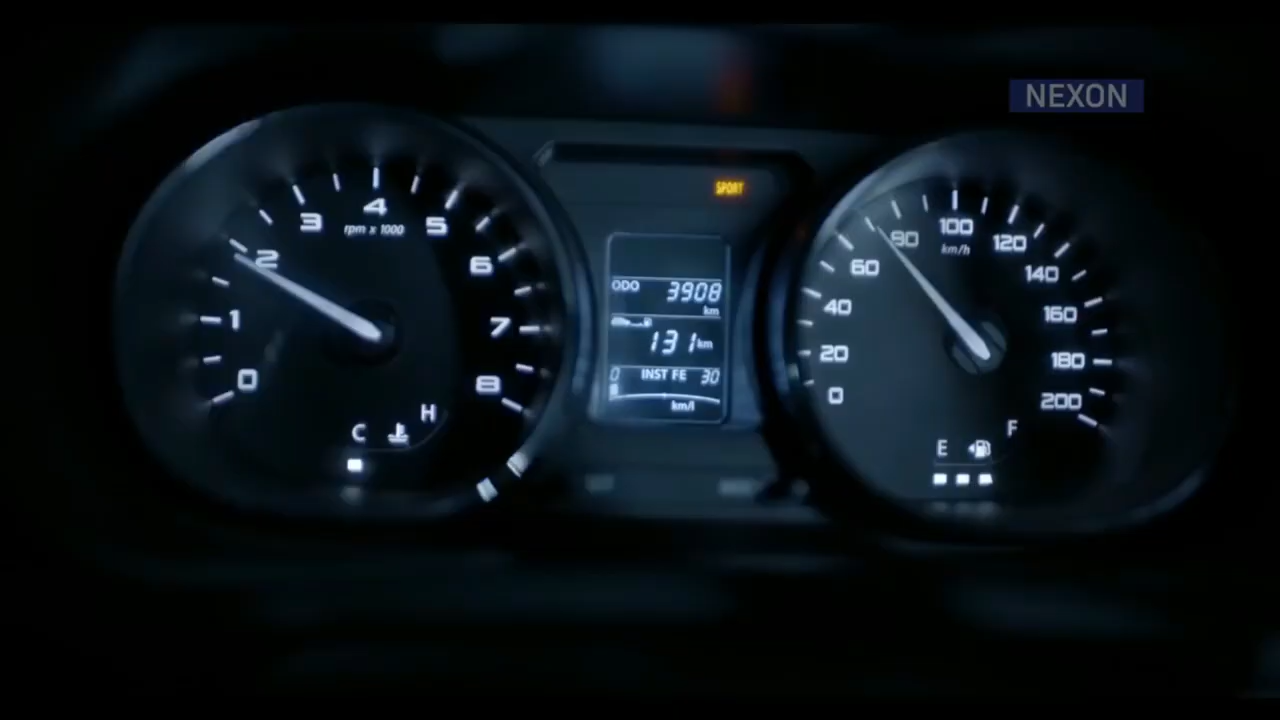 NEXON
SPORT
0 1 2 3 4 5 6 7 8
rpm x 1000
C H
ODO 3908
km
131 km
0 INST FE 30
km/l
0 20 40 60 80 100 120 140 160 180 200
km/h
E F